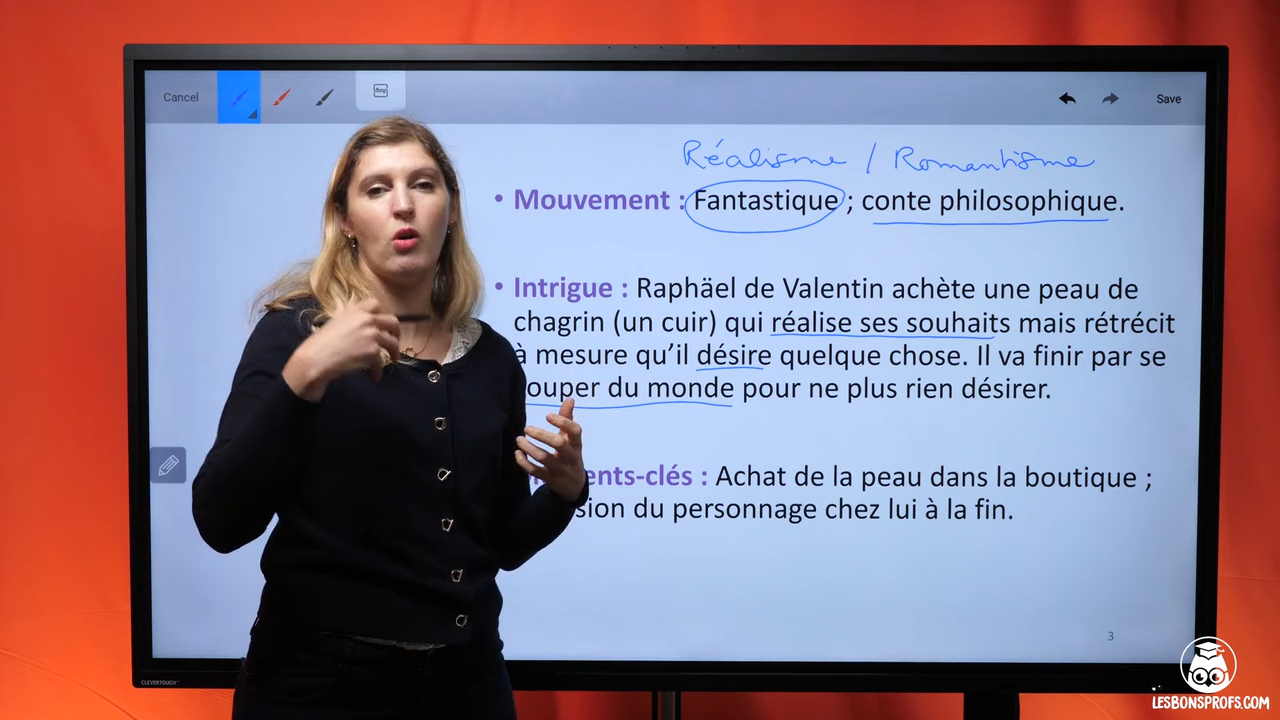 Cancel
Save
Réalisme / Romantisme
• Mouvement : Fantastique ; conte philosophique.
• Intrigue : Raphäel de Valentin achète une peau de
chagrin (un cuir) qui réalise ses souhaits mais rétrécit
à mesure qu'il désire quelque chose. Il va finir par se
ouper du monde pour ne plus rien désirer.
ents-clés : Achat de la peau dans la boutique ;
sion du personnage chez lui à la fin.
3
CLEVERTOUCH
LESBONSPROFS.COM